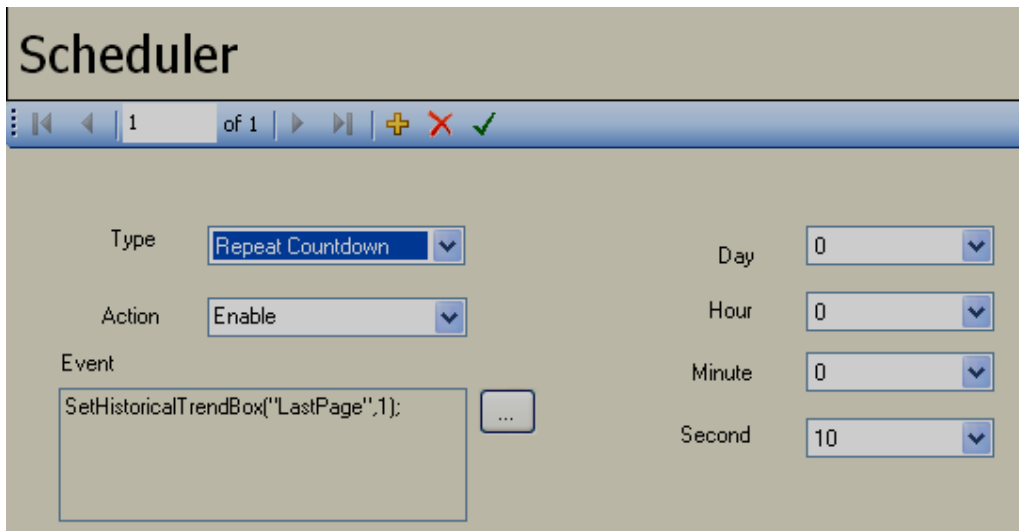 Scheduler
1 of 1
Type Repeat Countdown
Day 0
Action Enable
Hour 0
Event
Minute 0
SetHistoricalTrendBox("LastPage",1);
...
Second 10